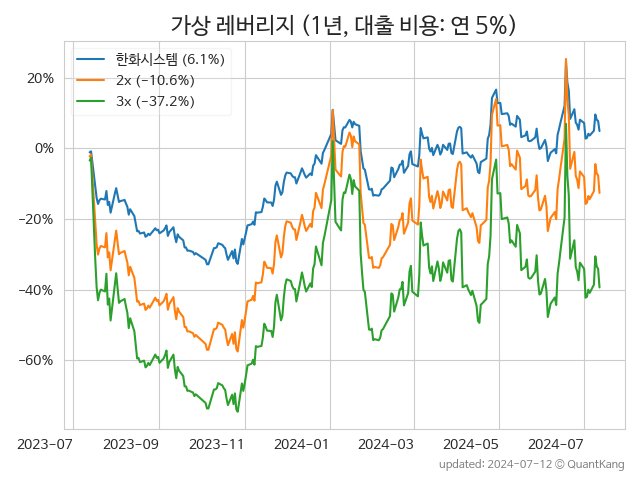 가상 레버리지 (1년, 대출 비용: 연 5%)
한화시스템 (6.1%)
2x (−10.6%)
3x (−37.2%)
20%
0%
−20%
−40%
−60%
2023-07 2023-09 2023-11 2024-01 2024-03 2024-05 2024-07
updated: 2024-07-12 © QuantKang